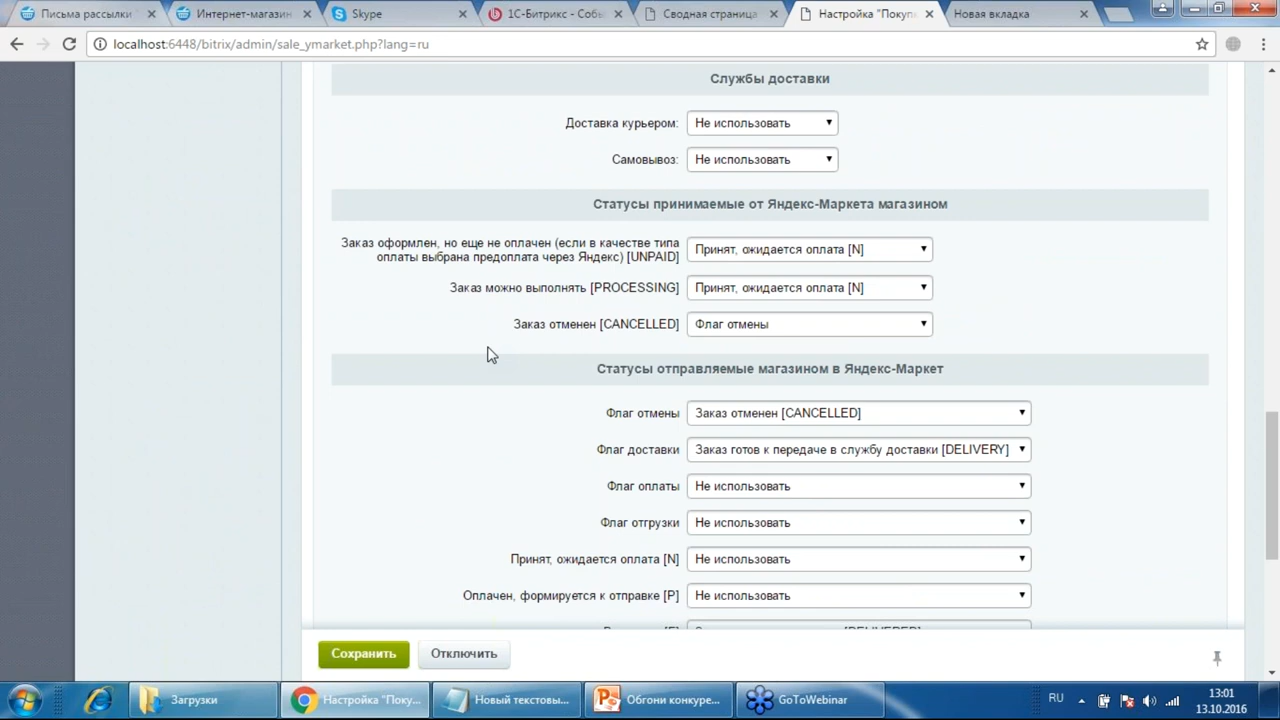 Письма рассылки
Интернет-магазин
Skype
1С-Битрикс - Собы
Сводная страница
Настройка "Покуп
Новая вкладка
localhost:6448/bitrix/admin/sale_ymarket.php?lang=ru
Службы доставки
Доставка курьером: Не использовать
Самовывоз: Не использовать
Статусы принимаемые от Яндекс-Маркета магазином
Заказ оформлен, но еще не оплачен (если в качестве типа
оплаты выбрана предоплата через Яндекс) [UNPAID] Принят, ожидается оплата [N]
Заказ можно выполнять [PROCESSING] Принят, ожидается оплата [N]
Заказ отменен [CANCELLED] Флаг отмены
Статусы отправляемые магазином в Яндекс-Маркет
Флаг отмены Заказ отменен [CANCELLED]
Флаг доставки Заказ готов к передаче в службу доставки [DELIVERY]
Флаг оплаты Не использовать
Флаг отгрузки Не использовать
Принят, ожидается оплата [N] Не использовать
Оплачен, формируется к отправке [P] Не использовать
Сохранить Отключить
Загрузки
Настройка "Поку...
Новый текстовы...
Обгони конкуре...
GoToWebinar
RU
13:01
13.10.2016